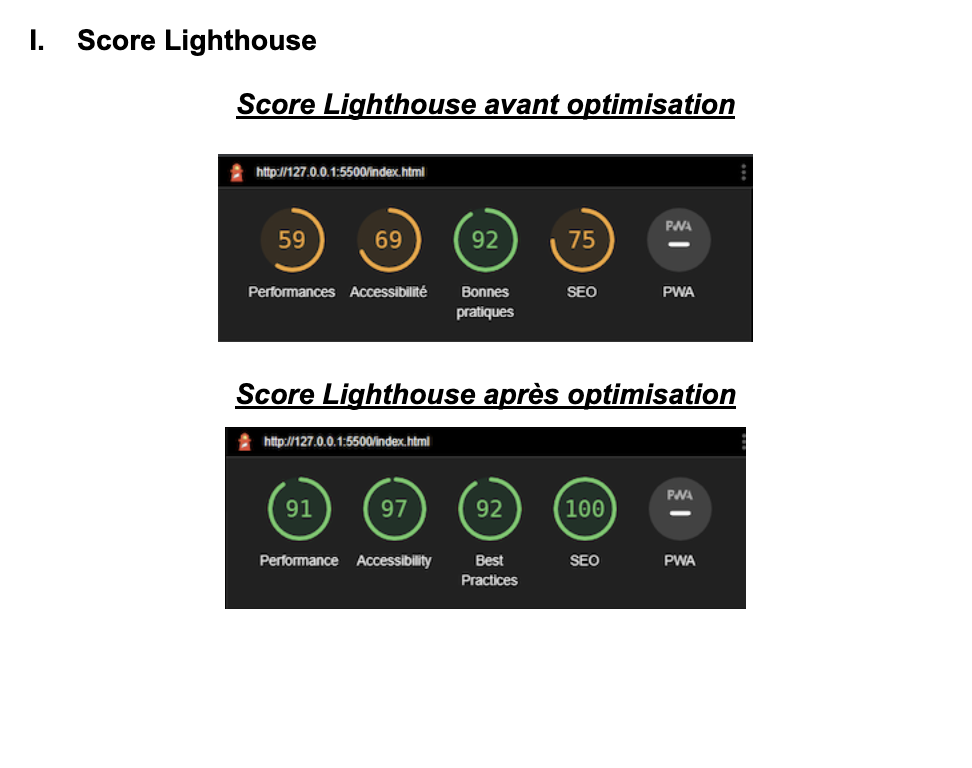 I. Score Lighthouse
Score Lighthouse avant optimisation
http://127.0.0.1:5500/index.html
59 69 92 75 PWA
Performances Accessibilité Bonnes pratiques SEO PWA
Score Lighthouse après optimisation
http://127.0.0.1:5500/index.html
91 97 92 100 PWA
Performance Accessibility Best Practices SEO PWA